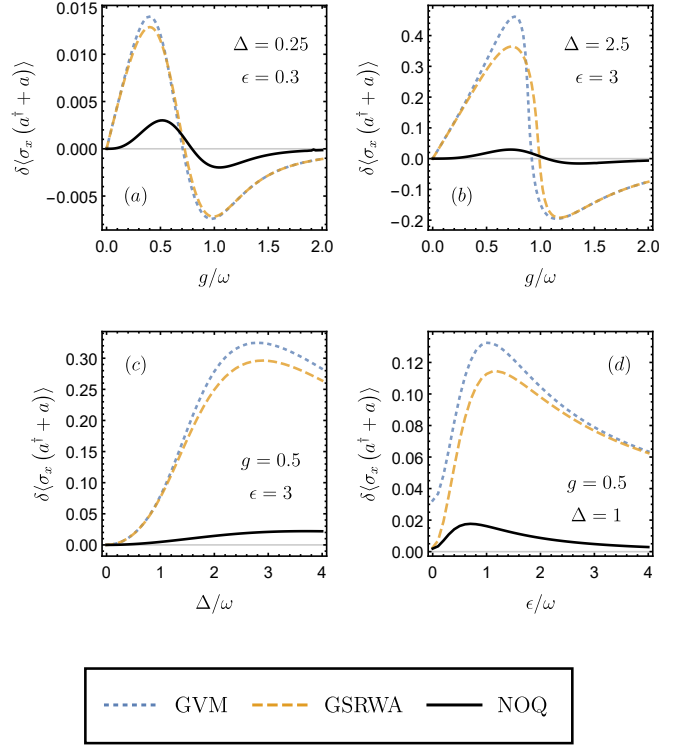 δ⟨σ_x (a† + a)⟩
0.015
0.010
0.005
0.000
−0.005
Δ = 0.25
ϵ = 0.3
(a)
0.0 0.5 1.0 1.5 2.0
g/ω
δ⟨σ_x (a† + a)⟩
0.4
0.3
0.2
0.1
0.0
−0.1
−0.2
Δ = 2.5
ϵ = 3
(b)
0.0 0.5 1.0 1.5 2.0
g/ω
δ⟨σ_x (a† + a)⟩
0.30
0.25
0.20
0.15
0.10
0.05
0.00
(c)
g = 0.5
ϵ = 3
0 1 2 3 4
Δ/ω
δ⟨σ_x (a† + a)⟩
0.12
0.10
0.08
0.06
0.04
0.02
0.00
(d)
g = 0.5
Δ = 1
0 1 2 3 4
ϵ/ω
GVM GSRWA NOQ